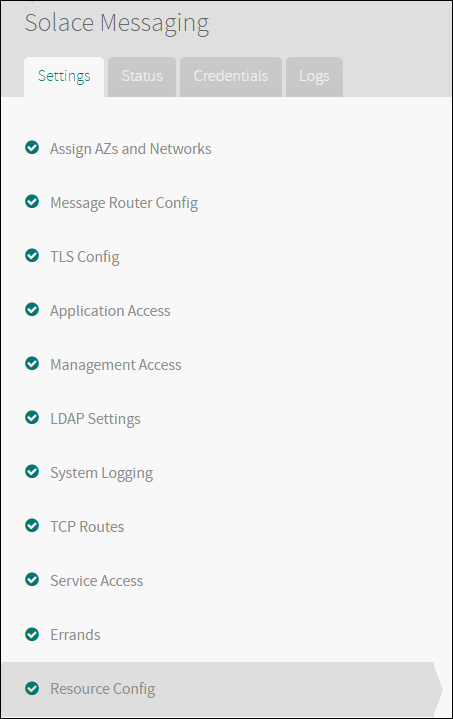 Solace Messaging
Settings
Status
Credentials
Logs
Assign AZs and Networks
Message Router Config
TLS Config
Application Access
Management Access
LDAP Settings
System Logging
TCP Routes
Service Access
Errands
Resource Config